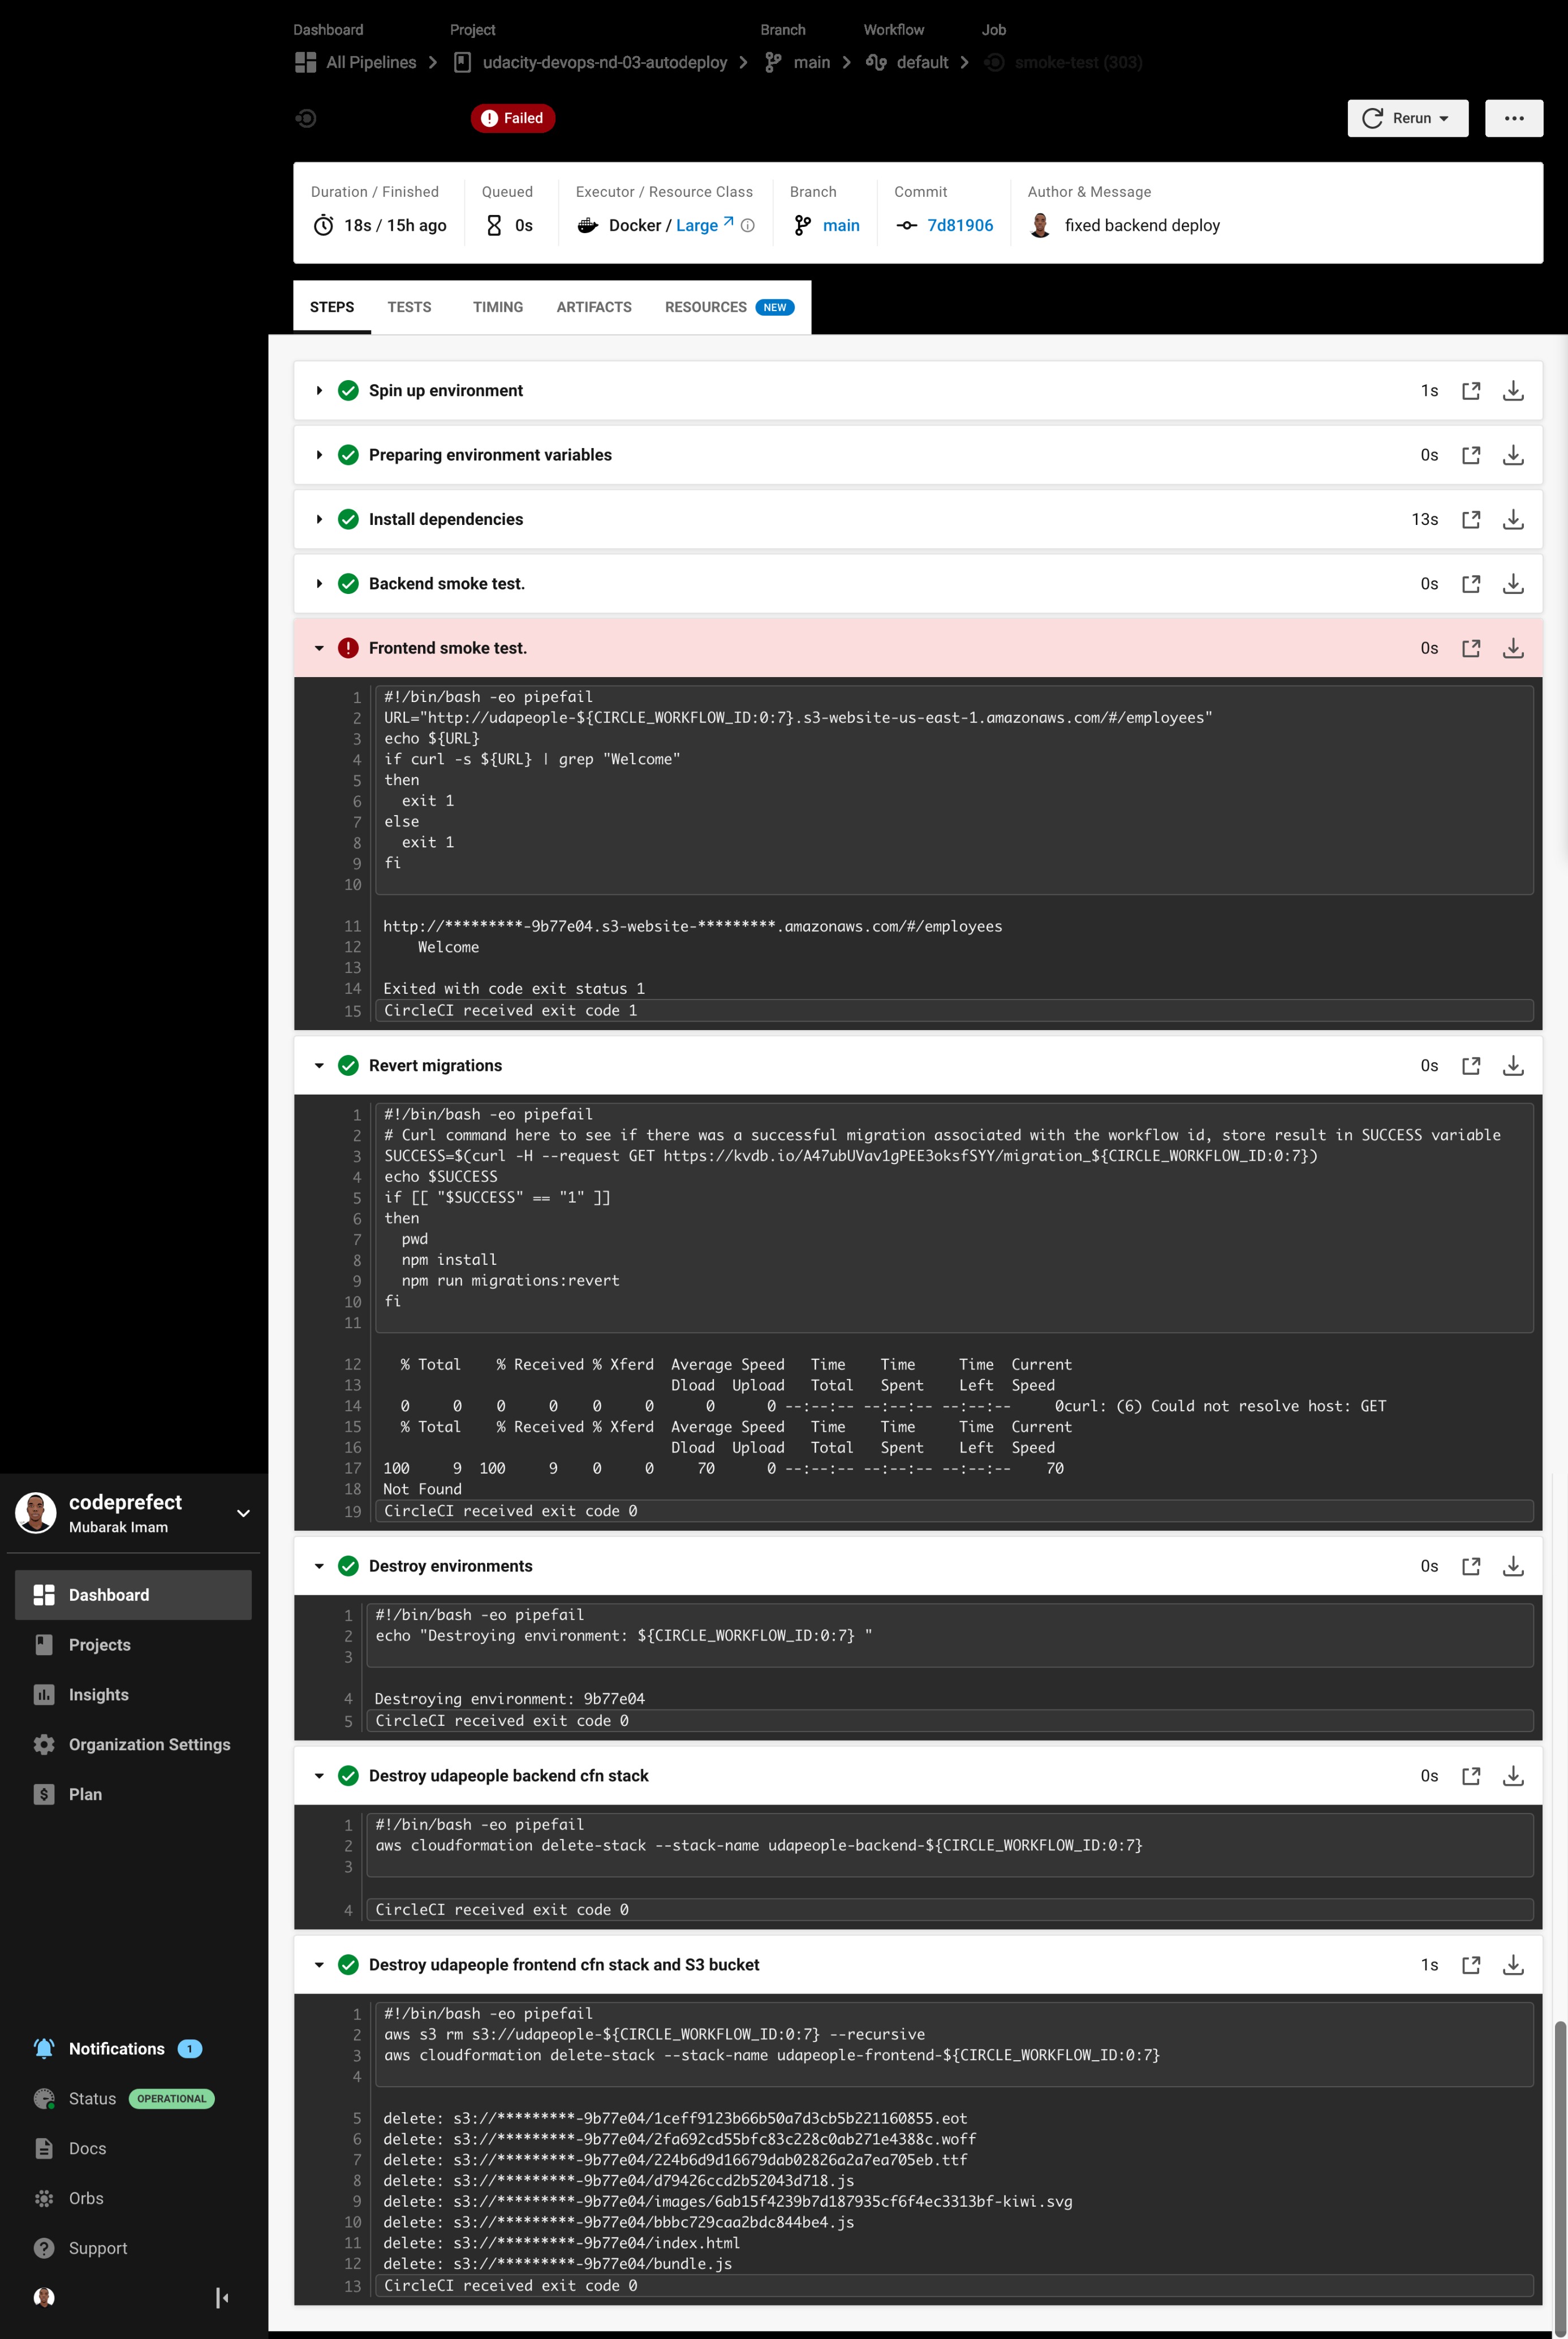 Dashboard Project Branch Workflow Job
All Pipelines udacity-devops-nd-03-autodeploy main default smoke-test (303)
Failed Rerun
Duration / Finished Queued Executor / Resource Class Branch Commit Author & Message
18s / 15h ago 0s Docker / Large main 7d81906 fixed backend deploy
STEPS TESTS TIMING ARTIFACTS RESOURCES NEW
Spin up environment 1s
Preparing environment variables 0s
Install dependencies 13s
Backend smoke test. 0s
Frontend smoke test. 0s
1 #!/bin/bash -eo pipefail
2 URL="http://udapeople-${CIRCLE_WORKFLOW_ID:0:7}.s3-website-us-east-1.amazonaws.com/#/employees"
3 echo ${URL}
4 if curl -s ${URL} | grep "Welcome"
5 then
6 exit 1
7 else
8 exit 1
9 fi
10
11 http://*********-9b77e04.s3-website-*********.amazonaws.com/#/employees
12 Welcome
13
14 Exited with code exit status 1
15 CircleCI received exit code 1
Revert migrations 0s
1 #!/bin/bash -eo pipefail
2 # Curl command here to see if there was a successful migration associated with the workflow id, store result in SUCCESS variable
3 SUCCESS=$(curl -H --request GET https://kvdb.io/A47ubUVav1gPEE3oksfSYY/migration_${CIRCLE_WORKFLOW_ID:0:7})
4 echo $SUCCESS
5 if [[ "$SUCCESS" == "1" ]]
6 then
7 pwd
8 npm install
9 npm run migrations:revert
10 fi
11
12 % Total % Received % Xferd Average Speed Time Time Time Current
13 Dload Upload Total Spent Left Speed
14 0 0 0 0 0 0 0 0 --:--:-- --:--:-- --:--:-- 0curl: (6) Could not resolve host: GET
15 % Total % Received % Xferd Average Speed Time Time Time Current
16 Dload Upload Total Spent Left Speed
17 100 9 100 9 0 0 70 0 --:--:-- --:--:-- --:--:-- 70
18 Not Found
19 CircleCI received exit code 0
Destroy environments 0s
1 #!/bin/bash -eo pipefail
2 echo "Destroying environment: ${CIRCLE_WORKFLOW_ID:0:7} "
3
4 Destroying environment: 9b77e04
5 CircleCI received exit code 0
Destroy udapeople backend cfn stack 0s
1 #!/bin/bash -eo pipefail
2 aws cloudformation delete-stack --stack-name udapeople-backend-${CIRCLE_WORKFLOW_ID:0:7}
3
4 CircleCI received exit code 0
Destroy udapeople frontend cfn stack and S3 bucket 1s
1 #!/bin/bash -eo pipefail
2 aws s3 rm s3://udapeople-${CIRCLE_WORKFLOW_ID:0:7} --recursive
3 aws cloudformation delete-stack --stack-name udapeople-frontend-${CIRCLE_WORKFLOW_ID:0:7}
4
5 delete: s3://*********-9b77e04/1ceff9123b66b50a7d3cb5b221160855.eot
6 delete: s3://*********-9b77e04/2fa692cd55bfc83c228c0ab271e4388c.woff
7 delete: s3://*********-9b77e04/224b6d9d16679dab02826a2a7ea705eb.ttf
8 delete: s3://*********-9b77e04/d79426ccd2b52043d718.js
9 delete: s3://*********-9b77e04/images/6ab15f4239b7d187935cf6f4ec3313bf-kiwi.svg
10 delete: s3://*********-9b77e04/bbbc729caa2bdc844be4.js
11 delete: s3://*********-9b77e04/index.html
12 delete: s3://*********-9b77e04/bundle.js
13 CircleCI received exit code 0
codeprefect
Mubarak Imam
Dashboard
Projects
Insights
Organization Settings
Plan
Notifications 1
Status OPERATIONAL
Docs
Orbs
Support